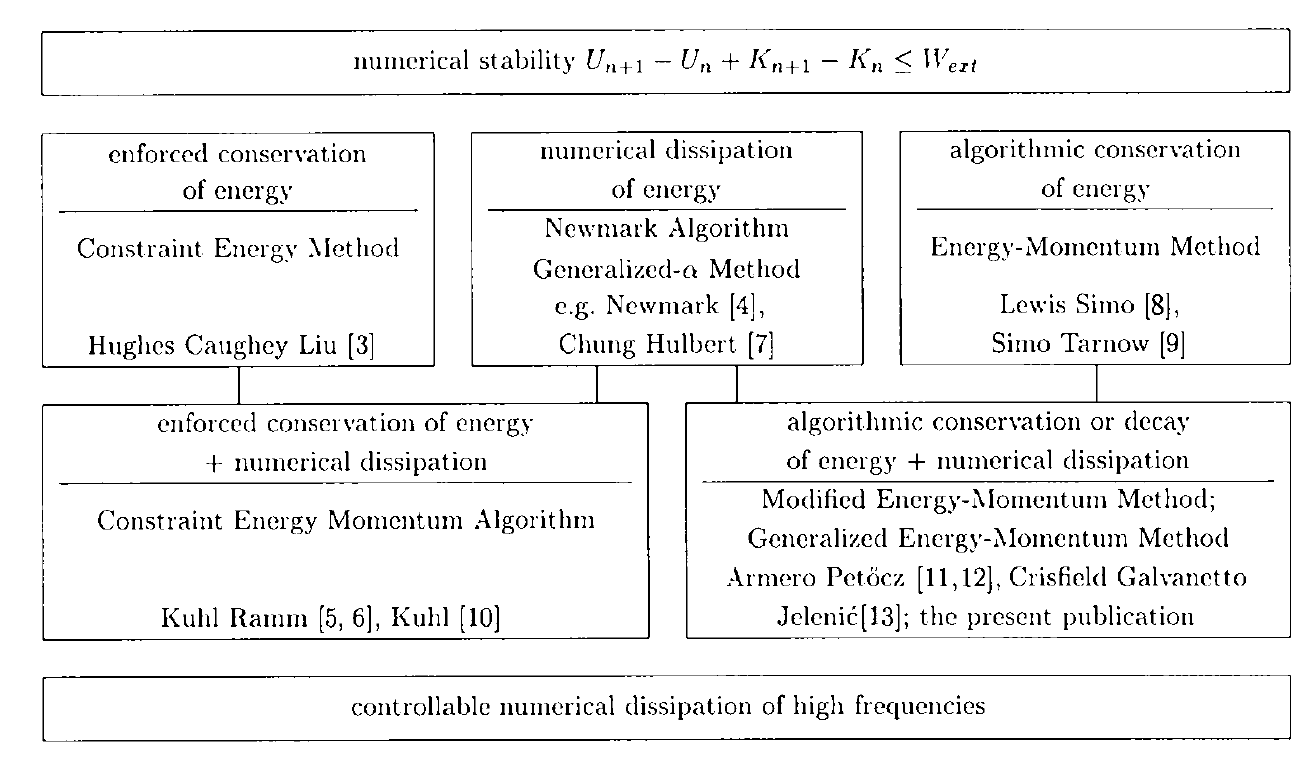 numerical stability Uₙ₊₁ − Uₙ + Kₙ₊₁ − Kₙ ≤ W_ext
enforced conservation
of energy
Constraint Energy Method
Hughes Caughey Liu [3]
numerical dissipation
of energy
Newmark Algorithm
Generalized-α Method
e.g. Newmark [4],
Chung Hulbert [7]
algorithmic conservation
of energy
Energy-Momentum Method
Lewis Simo [8],
Simo Tarnow [9]
enforced conservation of energy
+ numerical dissipation
Constraint Energy Momentum Algorithm
Kuhl Ramm [5, 6], Kuhl [10]
algorithmic conservation or decay
of energy + numerical dissipation
Modified Energy-Momentum Method;
Generalized Energy-Momentum Method
Armero Petőcz [11,12], Crisfield Galvanetto
Jelenić[13]; the present publication
controllable numerical dissipation of high frequencies